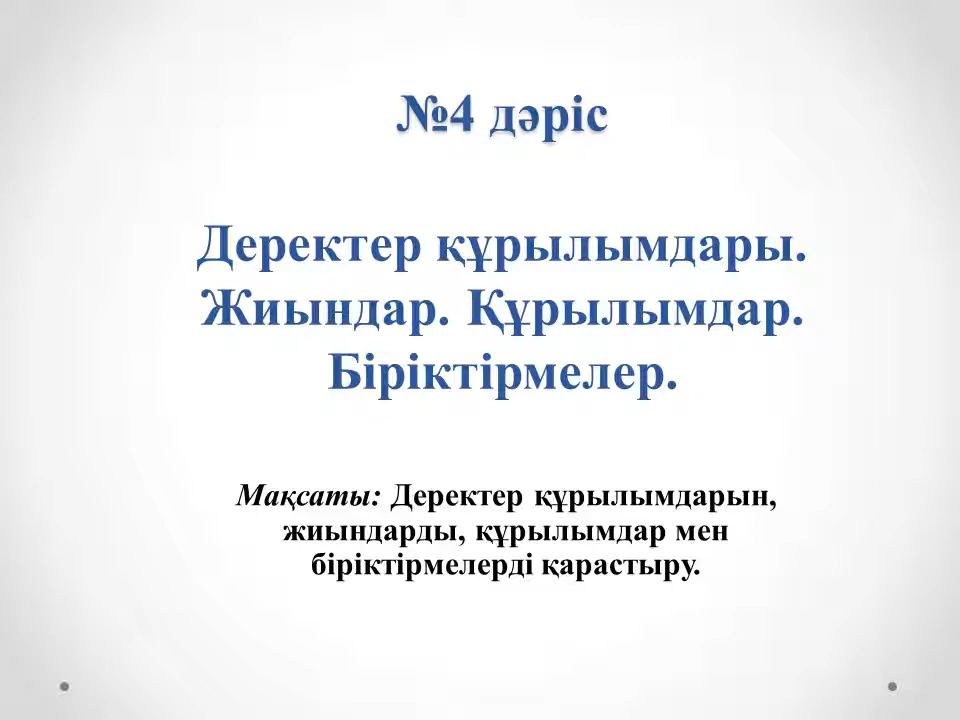 №4 дәріс
Деректер құрылымдары.
Жиындар. Құрылымдар.
Біріктірмелер.
Мақсаты: Деректер құрылымдарын,
жиындарды, құрылымдар мен
біріктірмелерді қарастыру.